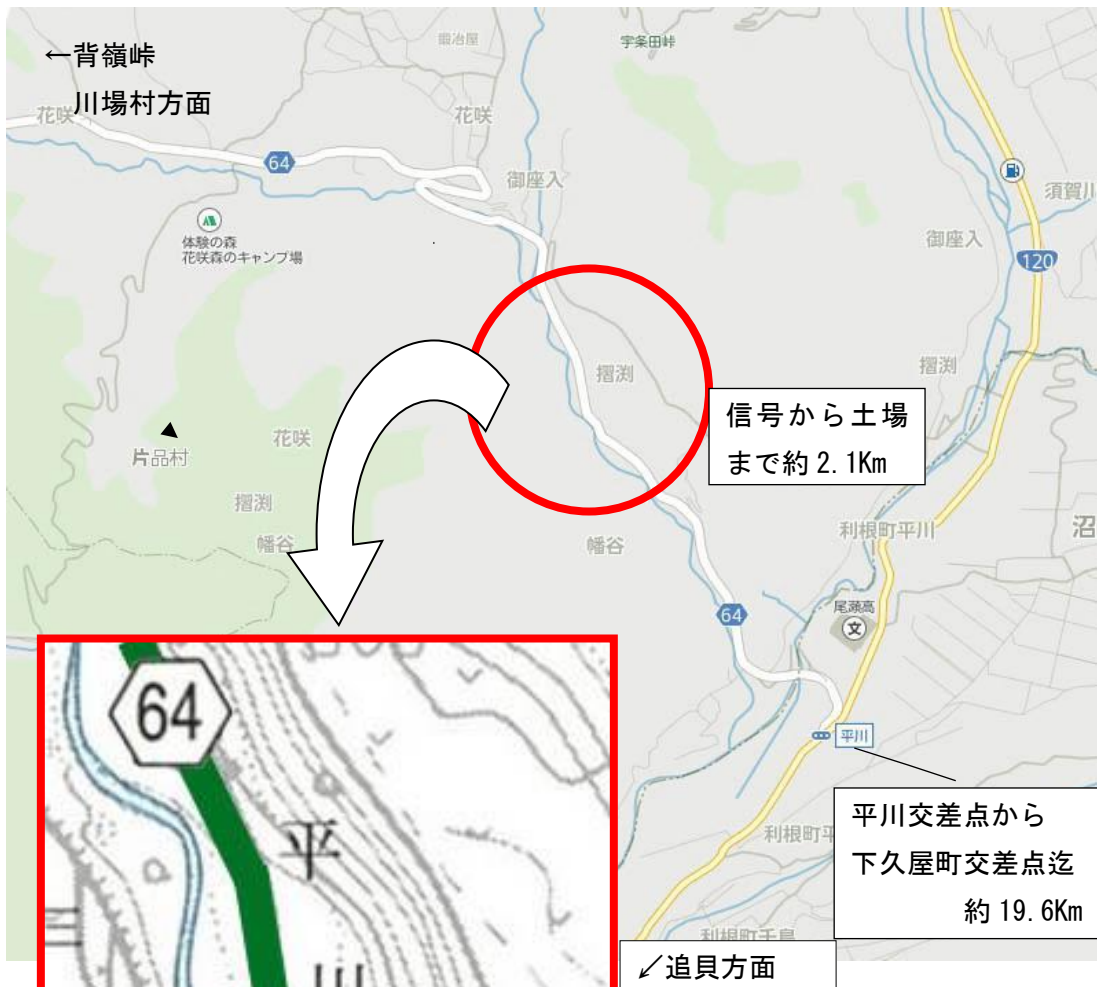 ←背嶺峠
川場村方面
鍛冶屋
宇条田峠
花咲
花咲
64
御座入
須賀川
体験の森
花咲森のキャンプ場
御座入
120
摺渕
摺渕
信号から土場
まで約 2.1Km
花咲
片品村
摺渕
幡谷
幡谷
利根町平川
沼
64
尾瀬高
文
平川
64
平
平川交差点から
下久屋町交差点迄
約 19.6Km
利根町平
利根町千鳥
↙追貝方面